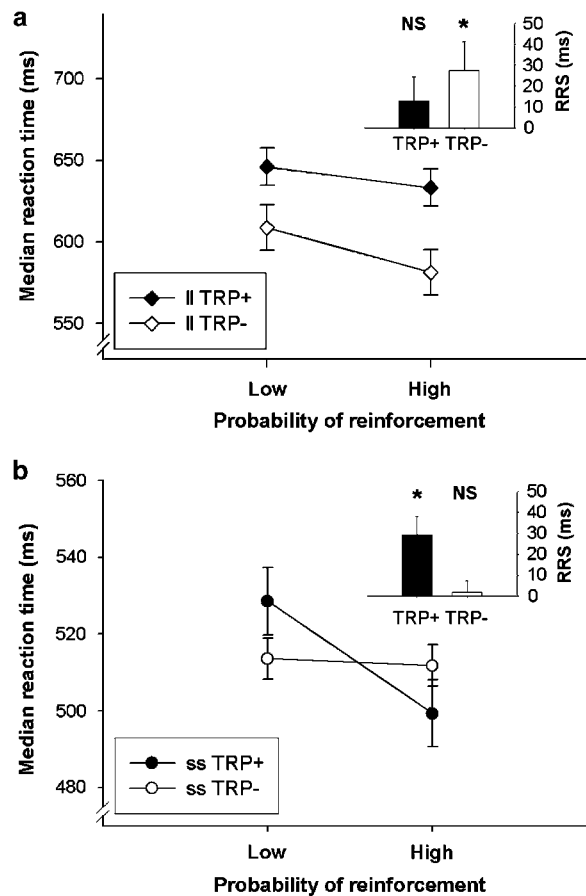 a
Median reaction time (ms)
700
650
600
550
NS *
50
40
30
20
10
0
RRS (ms)
TRP+ TRP-
ll TRP+
ll TRP-
Low High
Probability of reinforcement
b
Median reaction time (ms)
560
540
520
500
480
* NS
50
40
30
20
10
0
RRS (ms)
TRP+ TRP-
ss TRP+
ss TRP-
Low High
Probability of reinforcement